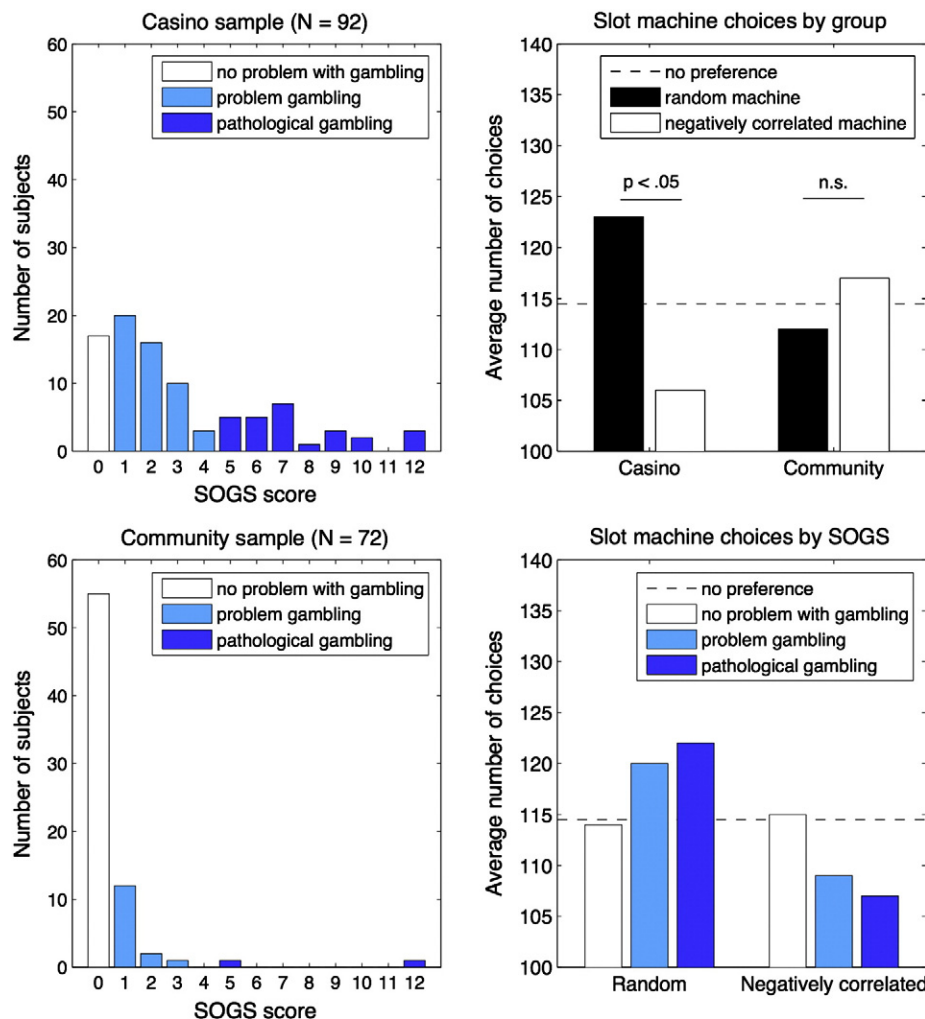 Casino sample (N = 92)
60
50
40
30
20
10
0
Number of subjects
no problem with gambling
problem gambling
pathological gambling
0 1 2 3 4 5 6 7 8 9 10 11 12
SOGS score
Slot machine choices by group
140
135
130
125
120
115
110
105
100
Average number of choices
no preference
random machine
negatively correlated machine
p < .05
n.s.
Casino Community
Community sample (N = 72)
60
50
40
30
20
10
0
Number of subjects
no problem with gambling
problem gambling
pathological gambling
0 1 2 3 4 5 6 7 8 9 10 11 12
SOGS score
Slot machine choices by SOGS
140
135
130
125
120
115
110
105
100
Average number of choices
no preference
no problem with gambling
problem gambling
pathological gambling
Random Negatively correlated